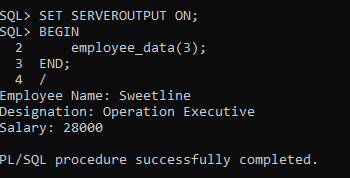 SQL> SET SERVEROUTPUT ON;
SQL> BEGIN
  2      employee_data(3);
  3  END;
  4  /
Employee Name: Sweetline
Designation: Operation Executive
Salary: 28000

PL/SQL procedure successfully completed.